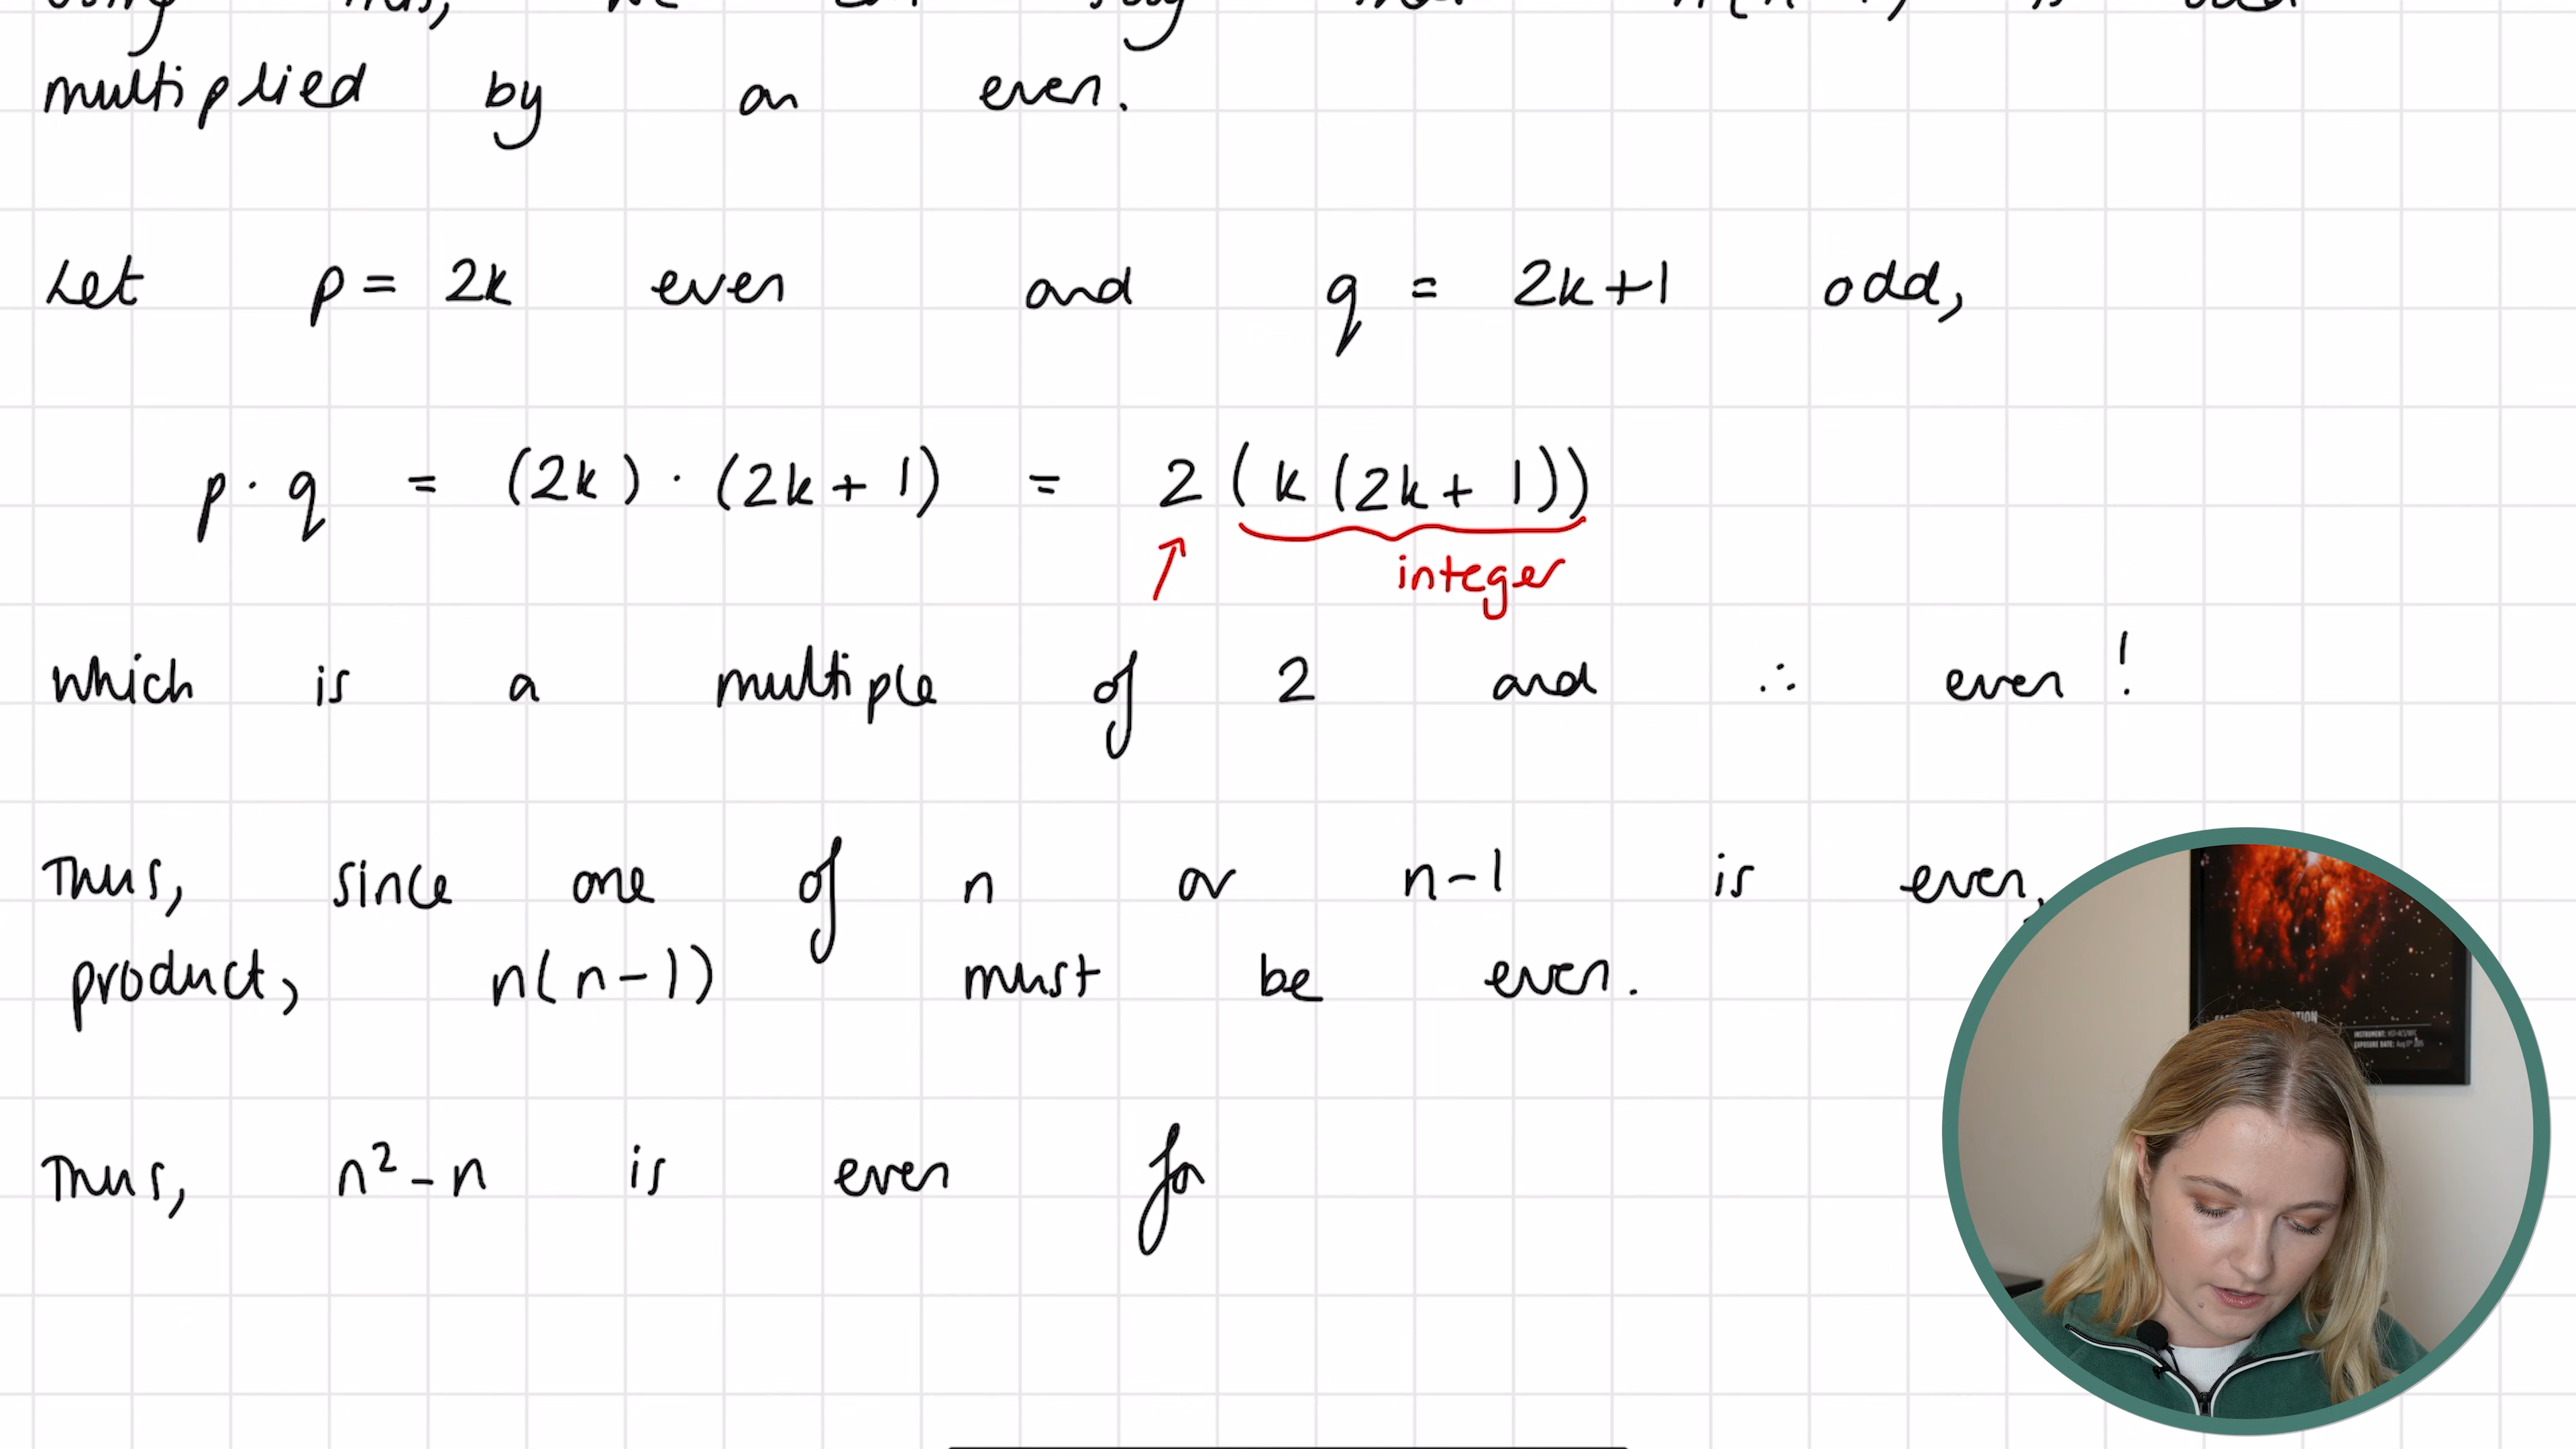 multiplied by an even.
Let p = 2k even and q = 2k+1 odd,
p · q = (2k) · (2k + 1) = 2 (k (2k + 1))
integer
which is a multiple of 2 and ∴ even!
Thus, since one of n or n-1 is even,
product, n(n-1) must be even.
Thus, n²-n is even for